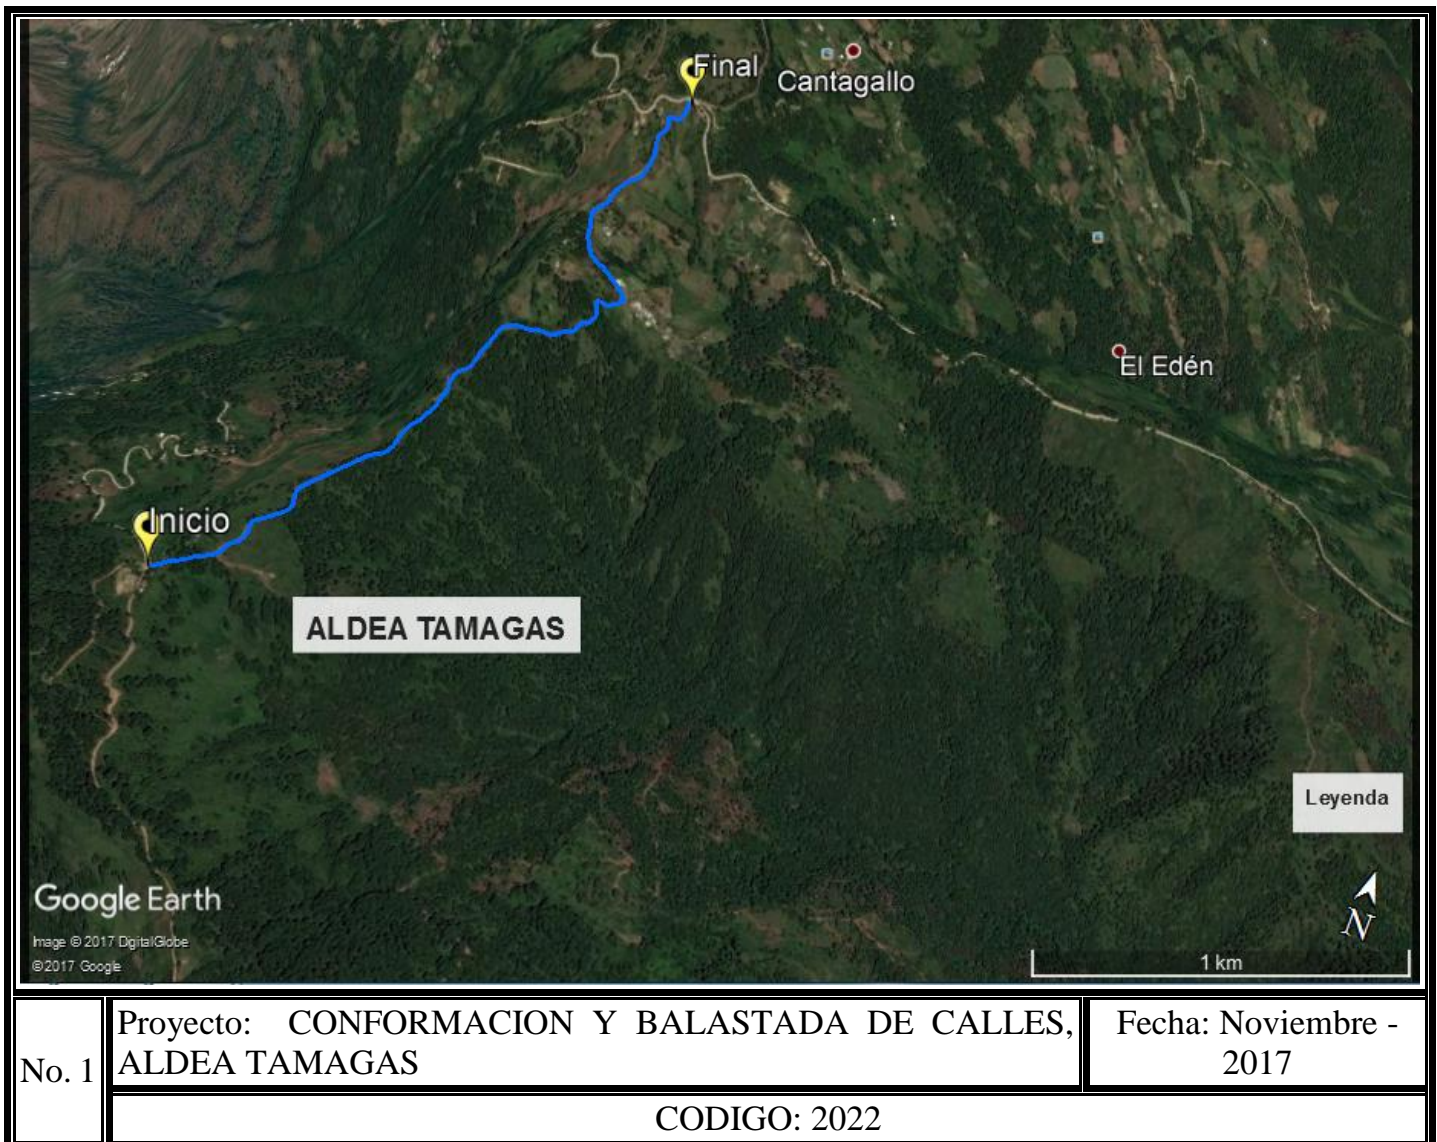 Final
Cantagallo
El Edén
Inicio
ALDEA TAMAGAS
Leyenda
Google Earth
N
Image © 2017 DigitalGlobe
© 2017 Google
1 km
No. 1
Proyecto: CONFORMACION Y BALASTADA DE CALLES,
ALDEA TAMAGAS
Fecha: Noviembre -
2017
CODIGO: 2022